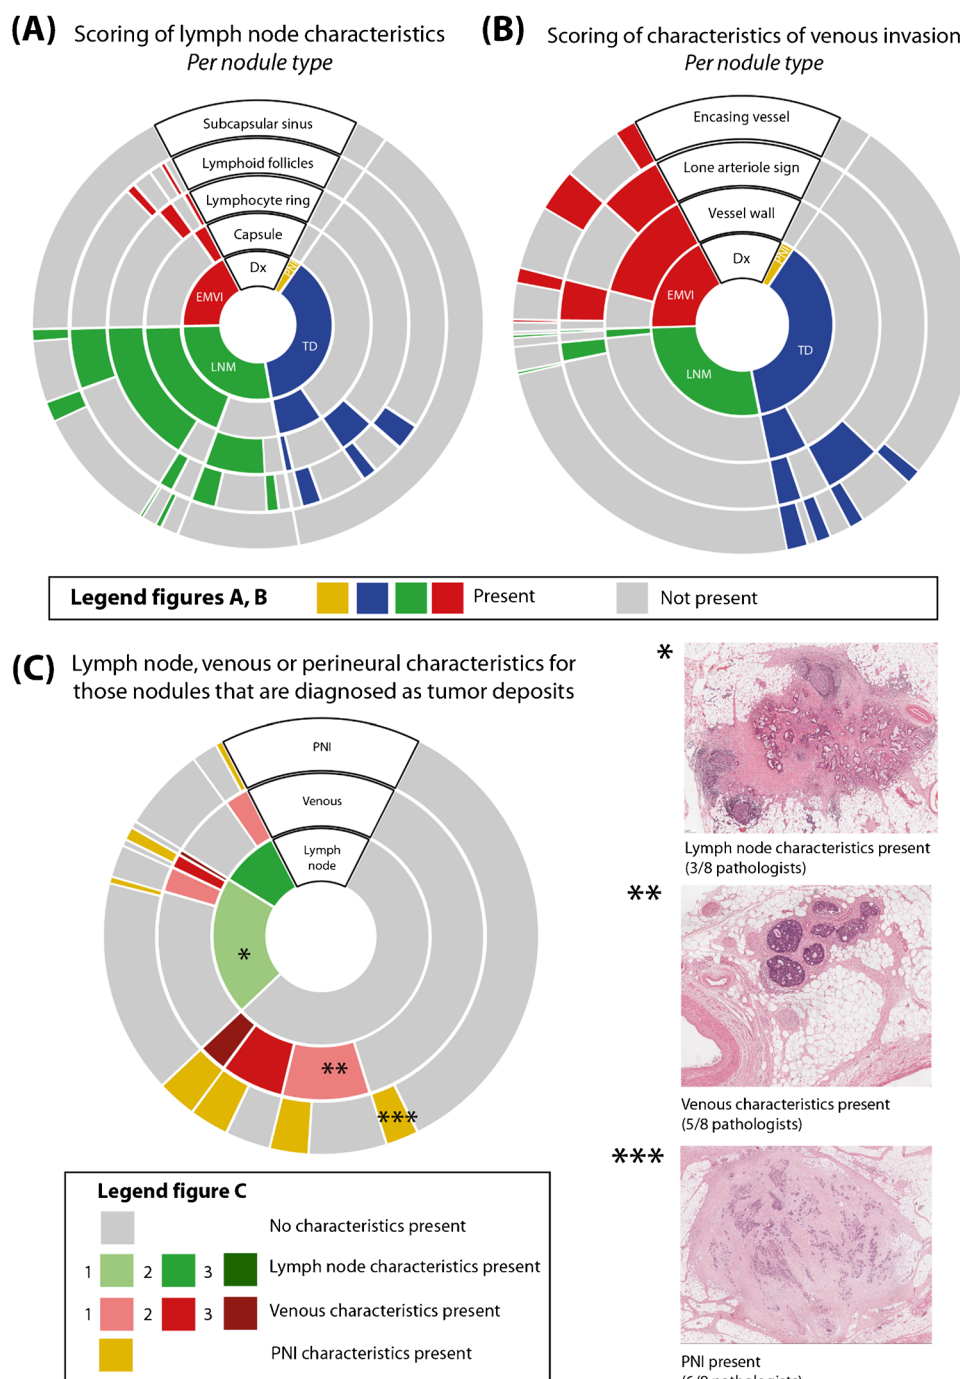 (A) Scoring of lymph node characteristics
Per nodule type
Subcapsular sinus
Lymphoid follicles
Lymphocyte ring
Capsule
Dx
PNI
EMVI
TD
LNM
(B) Scoring of characteristics of venous invasion
Per nodule type
Encasing vessel
Lone arteriole sign
Vessel wall
Dx
PNI
EMVI
TD
LNM
Legend figures A, B
Present
Not present
(C) Lymph node, venous or perineural characteristics for
those nodules that are diagnosed as tumor deposits
PNI
Venous
Lymph
node
*
**
***
*
Lymph node characteristics present
(3/8 pathologists)
**
Venous characteristics present
(5/8 pathologists)
***
PNI present
(6/8 pathologists)
Legend figure C
No characteristics present
1 2 3 Lymph node characteristics present
1 2 3 Venous characteristics present
PNI characteristics present